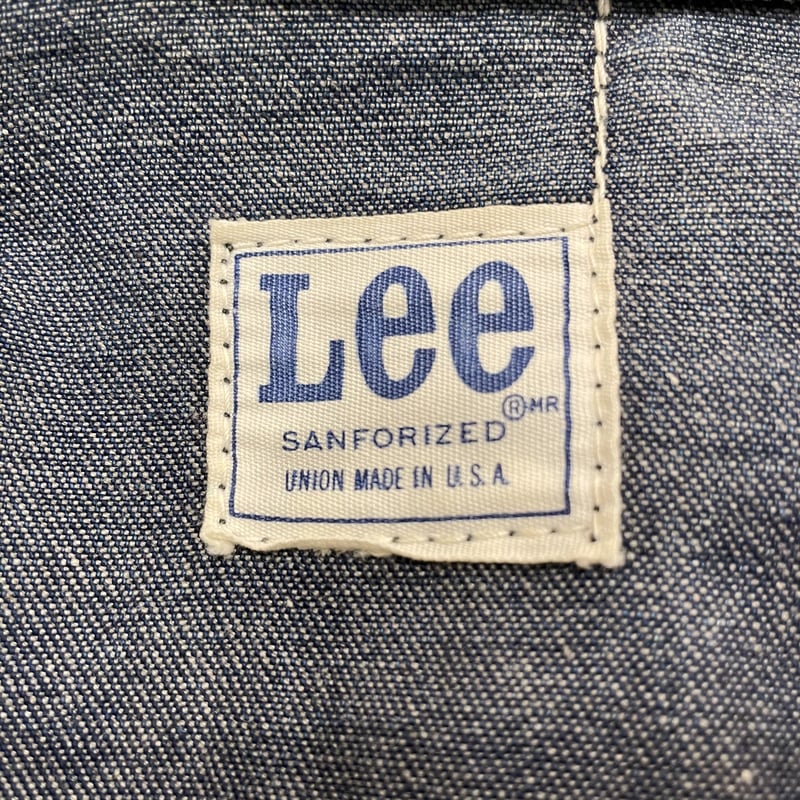 Lee
®-MR
SANFORIZED
UNION MADE IN U.S.A.